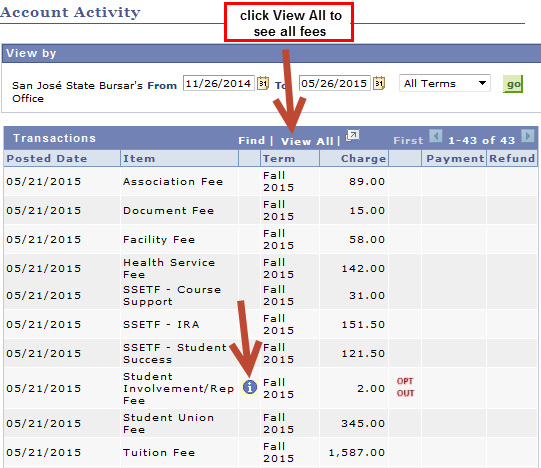 Account Activity
click View All to
see all fees
View by
San José State Bursar's From 11/26/2014 To 05/26/2015 All Terms go
Office
Transactions Find | View All | First 1-43 of 43
Posted Date Item Term Charge Payment Refund
05/21/2015 Association Fee Fall 2015 89.00
05/21/2015 Document Fee Fall 2015 15.00
05/21/2015 Facility Fee Fall 2015 58.00
05/21/2015 Health Service Fee Fall 2015 142.00
05/21/2015 SSETF - Course Support Fall 2015 31.00
05/21/2015 SSETF - IRA Fall 2015 151.50
05/21/2015 SSETF - Student Success Fall 2015 121.50
05/21/2015 Student Involvement/Rep Fee i Fall 2015 2.00 OPT OUT
05/21/2015 Student Union Fee Fall 2015 345.00
05/21/2015 Tuition Fee Fall 2015 1,587.00